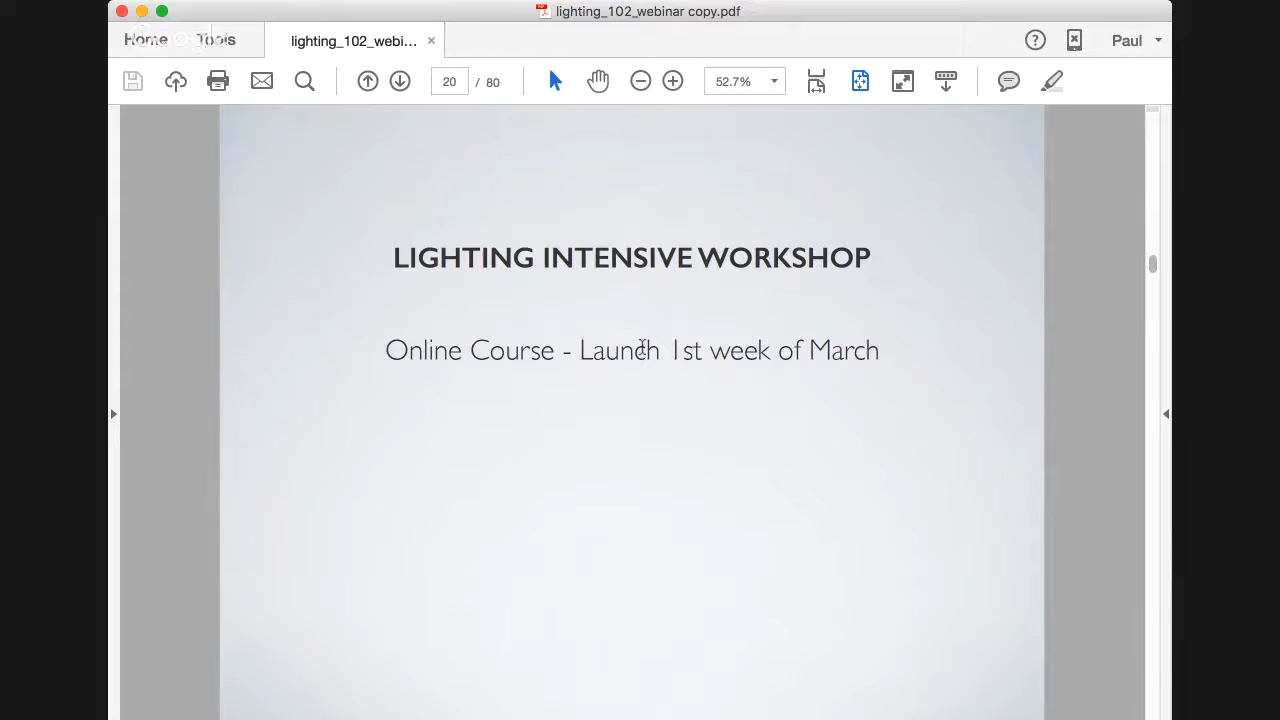 lighting_102_webinar copy.pdf
Home Tools lighting_102_webi... × Paul
20 / 80 52.7%
LIGHTING INTENSIVE WORKSHOP
Online Course - Launch 1st week of March